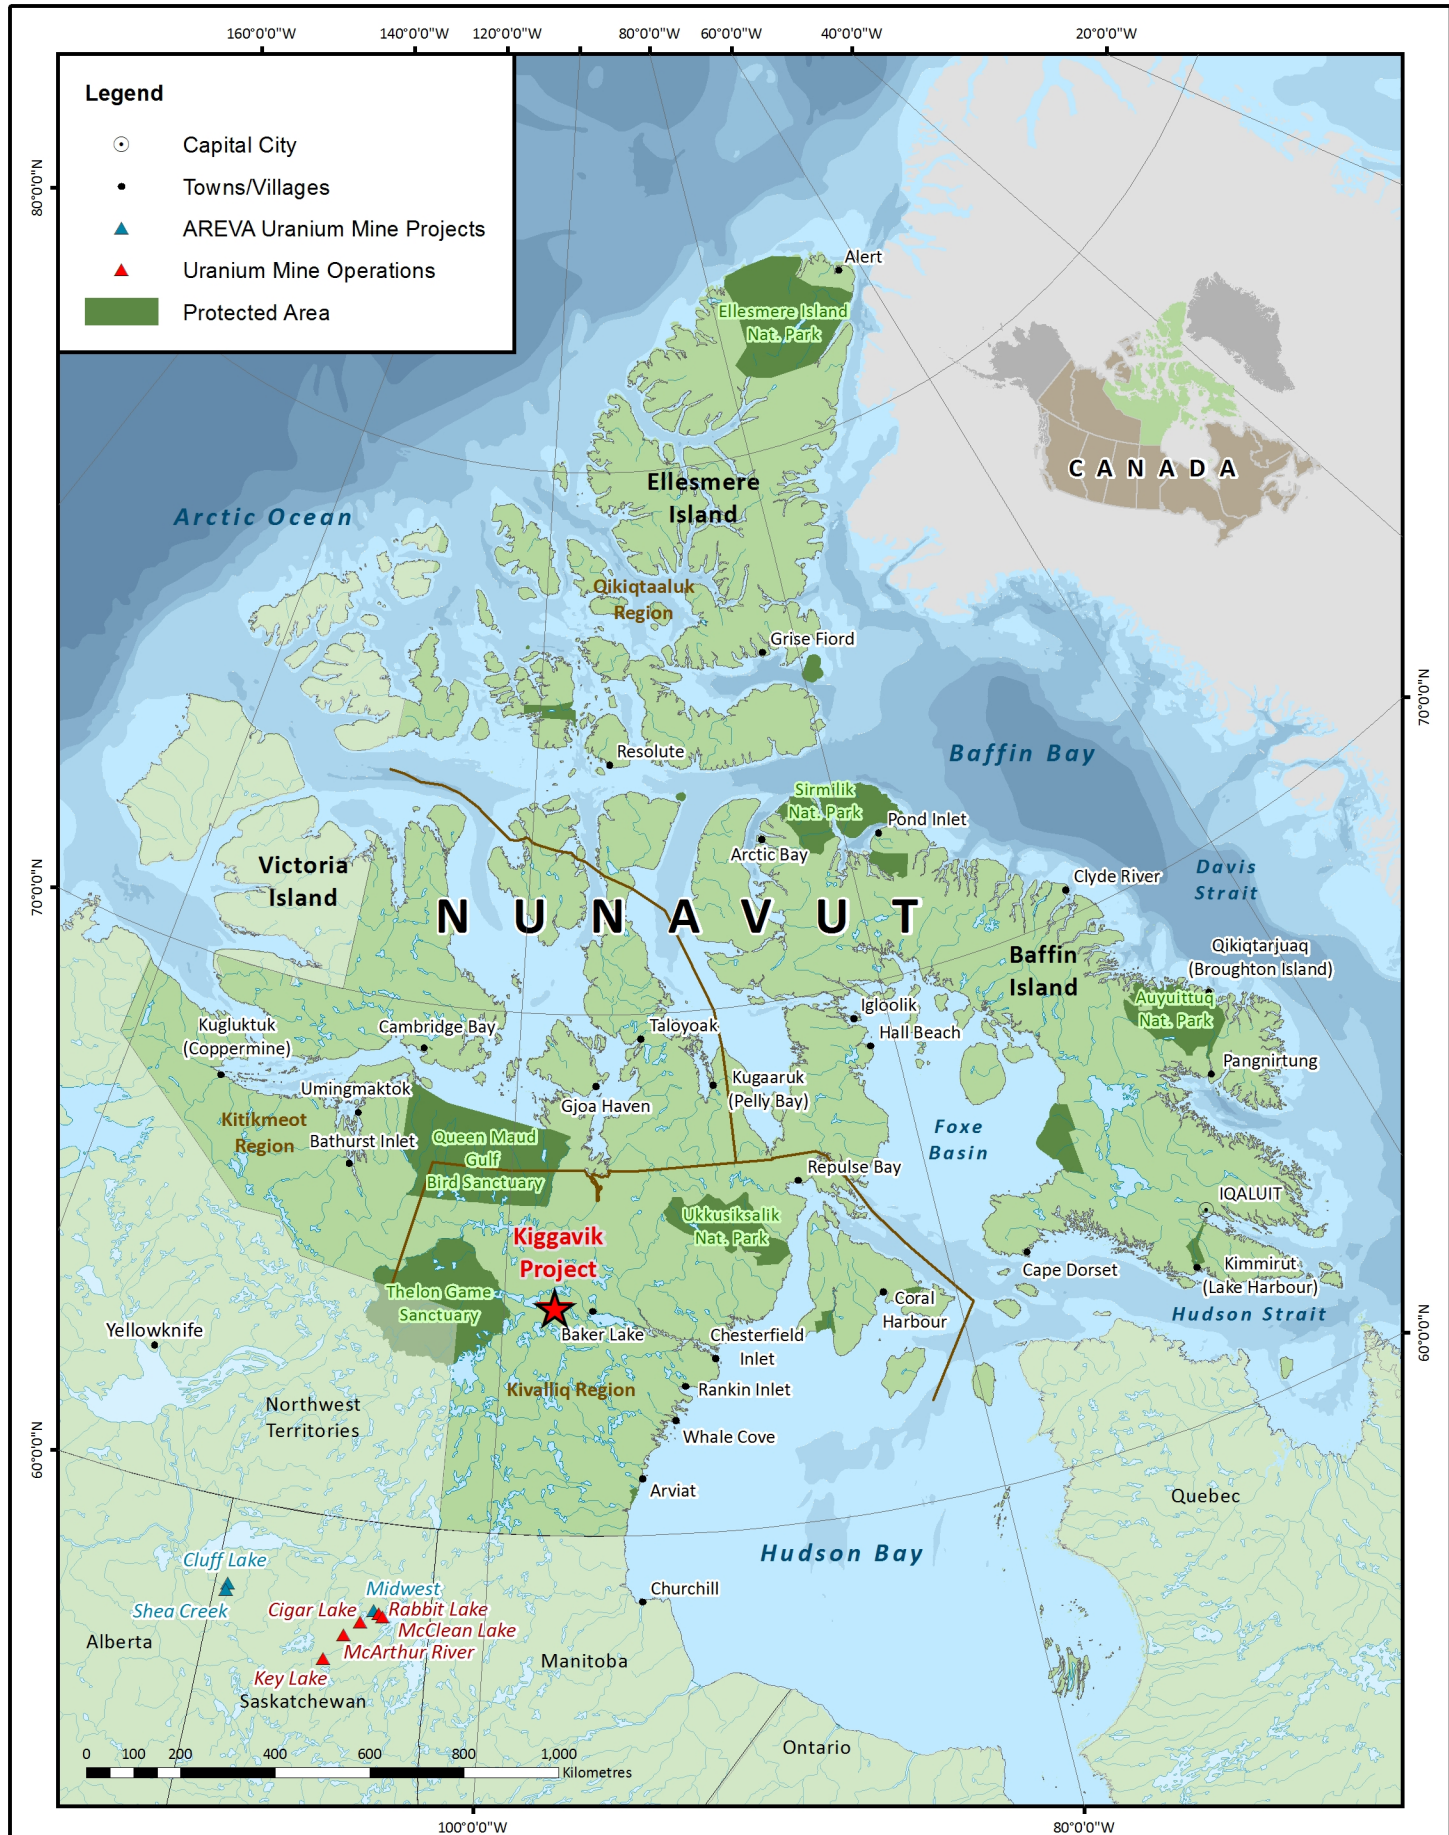 160°0'0"W
140°0'0"W
120°0'0"W
80°0'0"W
60°0'0"W
40°0'0"W
20°0'0"W
Legend
Capital City
Towns/Villages
AREVA Uranium Mine Projects
Uranium Mine Operations
Protected Area
80°0'0"N
Alert
Ellesmere Island
Nat. Park
CANADA
Ellesmere
Island
Arctic Ocean
Qikiqtaaluk
Region
Grise Fiord
70°0'0"N
Resolute
Baffin Bay
Sirmilik
Nat. Park
Pond Inlet
Arctic Bay
Victoria
Island
Clyde River
Davis
Strait
70°0'0"N
NUNAVUT
Baffin
Island
Qikiqtarjuaq
(Broughton Island)
Auyuittuq
Nat. Park
Igloolik
Hall Beach
Kugluktuk
(Coppermine)
Cambridge Bay
Taloyoak
Pangnirtung
Umingmaktok
Kugaaruk
(Pelly Bay)
Gjoa Haven
Kitikmeot
Region
Bathurst Inlet
Queen Maud
Gulf
Bird Sanctuary
Foxe
Basin
Repulse Bay
IQALUIT
Ukkusiksalik
Nat. Park
Kiggavik
Project
Cape Dorset
Kimmirut
(Lake Harbour)
Thelon Game
Sanctuary
Coral
Harbour
Hudson Strait
60°0'0"N
Yellowknife
Baker Lake
Chesterfield
Inlet
Kivalliq Region
Rankin Inlet
Northwest
Territories
Whale Cove
60°0'0"N
Arviat
Quebec
Hudson Bay
Cluff Lake
Shea Creek
Midwest
Cigar Lake
Rabbit Lake
McClean Lake
McArthur River
Key Lake
Churchill
Alberta
Saskatchewan
Manitoba
Ontario
0 100 200 400 600 800 1,000
Kilometres
100°0'0"W
80°0'0"W